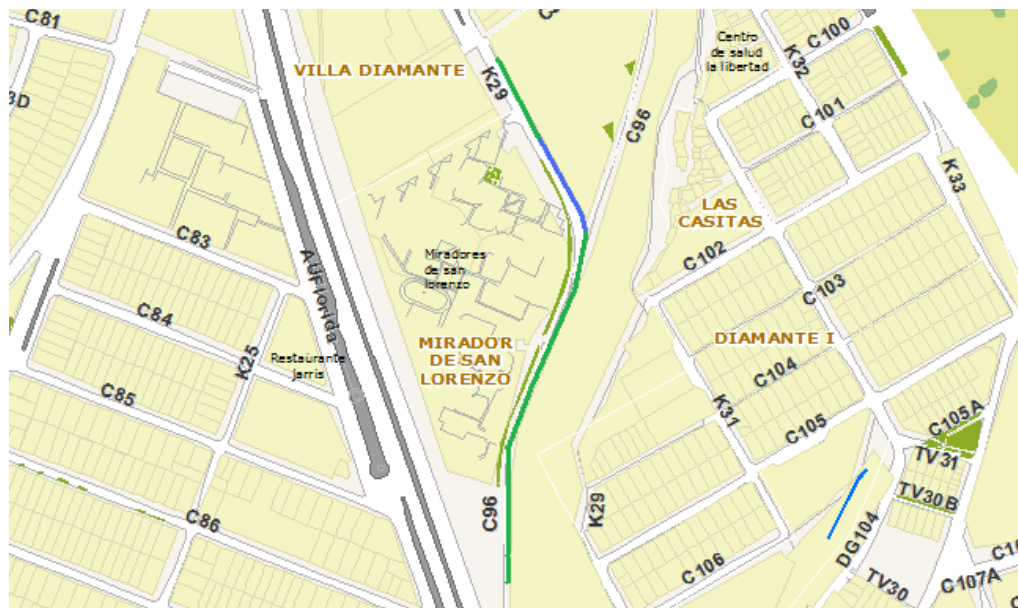 C81
VILLA DIAMANTE
K29
Centro
de salud
la libertad
K32
C100
3D
C96
C101
K33
LAS
CASITAS
C83
C102
AUFlorida
Miradores
de san
lorenzo
C103
C84
K25
Restaurante
jarris
MIRADOR
DE SAN
LORENZO
DIAMANTE I
C85
C104
K31
C105
C105A
TV31
TV30B
C86
C96
K29
DG104
C106
TV30
C107A